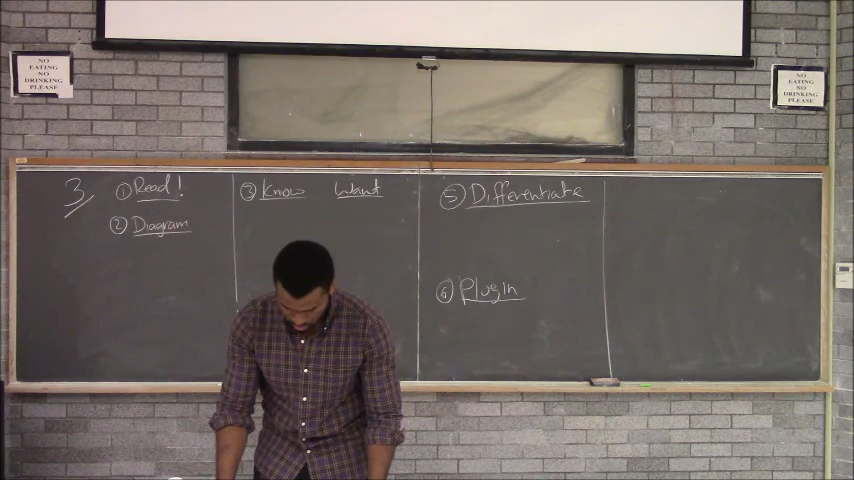 NO
EATING
NO
DRINKING
PLEASE
NO
EATING
NO
DRINKING
PLEASE
3
① Read!
② Diagram
③ Know Want
⑤ Differentiate
⑥ Plug In